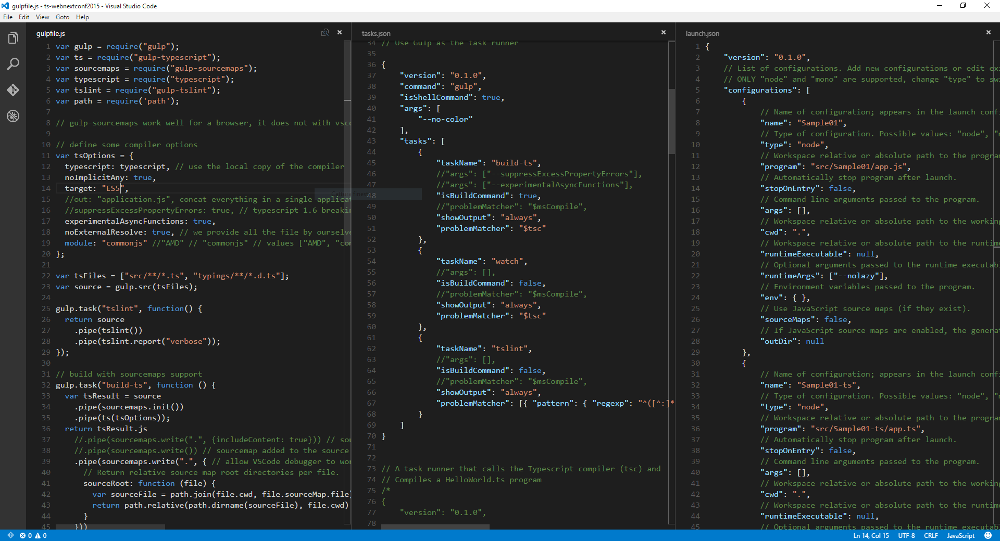 gulpfile.js - ts-webnextconf2015 - Visual Studio Code
File Edit View Goto Help
gulpfile.js
1 var gulp = require("gulp");
2 var ts = require("gulp-typescript");
3 var sourcemaps = require("gulp-sourcemaps");
4 var typescript = require("typescript");
5 var tslint = require("gulp-tslint");
6 var path = require('path');
7
8 // gulp-sourcemaps work well for a browser, it does not with vsc
9
10 // define some compiler options
11 var tsOptions = {
12 typescript: typescript, // use the local copy of the compiler
13 noImplicitAny: true,
14 target: "ES5",
15 //out: "application.js", concat everything in a single applica
16 //suppressExcessPropertyErrors: true, // typescript 1.6 breaki
17 experimentalAsyncFunctions: true,
18 noExternalResolve: true, // we provide all the file by ourselv
19 module: "commonjs" //"AMD" // "commonjs" // values ["AMD", "co
20 };
21
22 var tsFiles = ["src/**/*.ts", "typings/**/*.d.ts"];
23 var source = gulp.src(tsFiles);
24
25 gulp.task("tslint", function() {
26 return source
27 .pipe(tslint())
28 .pipe(tslint.report("verbose"));
29 });
30
31 // build with sourcemaps support
32 gulp.task("build-ts", function () {
33 var tsResult = source
34 .pipe(sourcemaps.init())
35 .pipe(ts(tsOptions));
36 return tsResult.js
37 //.pipe(sourcemaps.write(".", {includeContent: true})) // so
38 //.pipe(sourcemaps.write()) // sourcemap added to the source
39 .pipe(sourcemaps.write(".", { // allow VSCode debugger to wo
40 // Return relative source map root directories per file.
41 sourceRoot: function (file) {
42 var sourceFile = path.join(file.cwd, file.sourceMap.file)
43 return path.relative(path.dirname(sourceFile), file.cwd)
44 }
45 }))
tasks.json
34 // Use Gulp as the task runner
35
36 {
37 "version": "0.1.0",
38 "command": "gulp",
39 "isShellCommand": true,
40 "args": [
41 "--no-color"
42 ],
43 "tasks": [
44 {
45 "taskName": "build-ts",
46 //"args": ["--suppressExcessPropertyErrors"],
47 //"args": ["--experimentalAsyncFunctions"],
48 "isBuildCommand": true,
49 //"problemMatcher": "$msCompile",
50 "showOutput": "always",
51 "problemMatcher": "$tsc"
52 },
53 {
54 "taskName": "watch",
55 //"args": [],
56 "isBuildCommand": false,
57 //"problemMatcher": "$msCompile",
58 "showOutput": "always",
59 "problemMatcher": "$tsc"
60 },
61 {
62 "taskName": "tslint",
63 //"args": [],
64 "isBuildCommand": false,
65 //"problemMatcher": "$msCompile",
66 "showOutput": "always",
67 "problemMatcher": [{ "pattern": { "regexp": "^([^:]*
68 }
69 ]
70 }
71
72
73 // A task runner that calls the Typescript compiler (tsc) and
74 // Compiles a HelloWorld.ts program
75 /*
76 {
77 "version": "0.1.0",
78
launch.json
1 {
2 "version": "0.1.0",
3 // List of configurations. Add new configurations or edit ex
4 // ONLY "node" and "mono" are supported, change "type" to sw
5 "configurations": [
6 {
7 // Name of configuration; appears in the launch conf
8 "name": "Sample01",
9 // Type of configuration. Possible values: "node", "
10 "type": "node",
11 // Workspace relative or absolute path to the progra
12 "program": "src/Sample01/app.js",
13 // Automatically stop program after launch.
14 "stopOnEntry": false,
15 // Command line arguments passed to the program.
16 "args": [],
17 // Workspace relative or absolute path to the workin
18 "cwd": ".",
19 // Workspace relative or absolute path to the runtim
20 "runtimeExecutable": null,
21 // Optional arguments passed to the runtime executab
22 "runtimeArgs": ["--nolazy"],
23 // Environment variables passed to the program.
24 "env": { },
25 // Use JavaScript source maps (if they exist).
26 "sourceMaps": false,
27 // If JavaScript source maps are enabled, the genera
28 "outDir": null
29 },
30 {
31 // Name of configuration; appears in the launch conf
32 "name": "Sample01-ts",
33 // Type of configuration. Possible values: "node", "
34 "type": "node",
35 // Workspace relative or absolute path to the progra
36 "program": "src/Sample01-ts/app.ts",
37 // Automatically stop program after launch.
38 "stopOnEntry": false,
39 // Command line arguments passed to the program.
40 "args": [],
41 // Workspace relative or absolute path to the workin
42 "cwd": ".",
43 // Workspace relative or absolute path to the runtim
44 "runtimeExecutable": null,
45 // Optional arguments passed to the runtime executab
0 0
Ln 14, Col 15 UTF-8 CRLF JavaScript